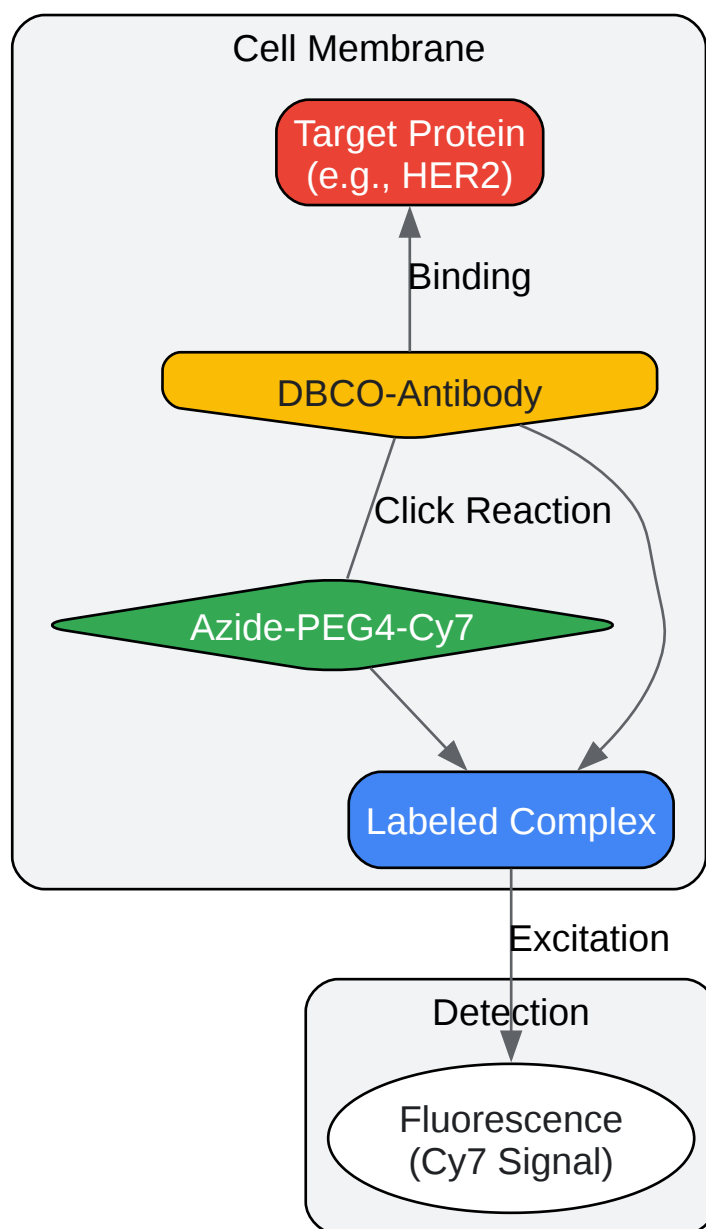 Cell Membrane
Target Protein
(e.g., HER2)
Binding
DBCO-Antibody
Click Reaction
Azide-PEG4-Cy7
Labeled Complex
Excitation
Detection
Fluorescence
(Cy7 Signal)